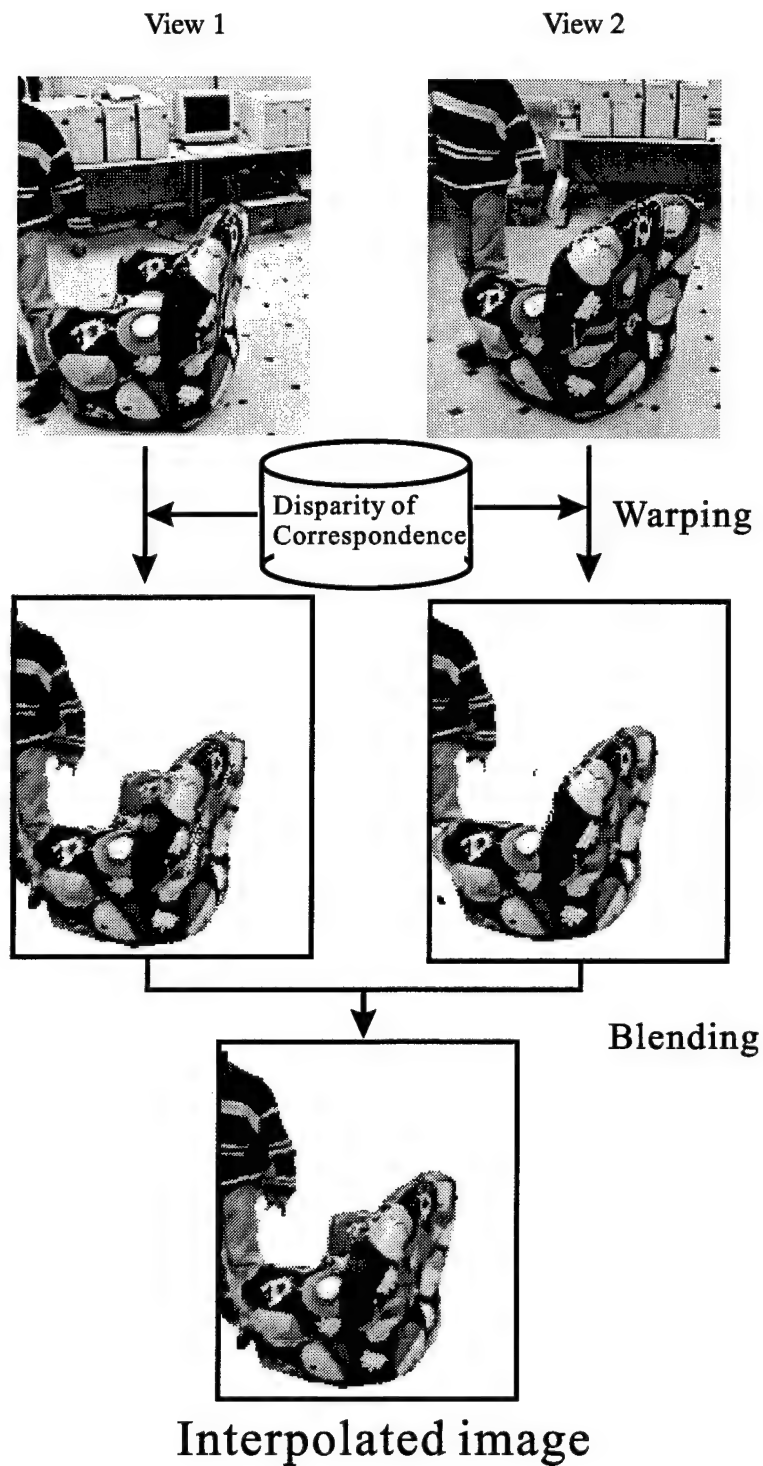 View 1
View 2
Disparity of
Correspondence
Warping
Blending
Interpolated image